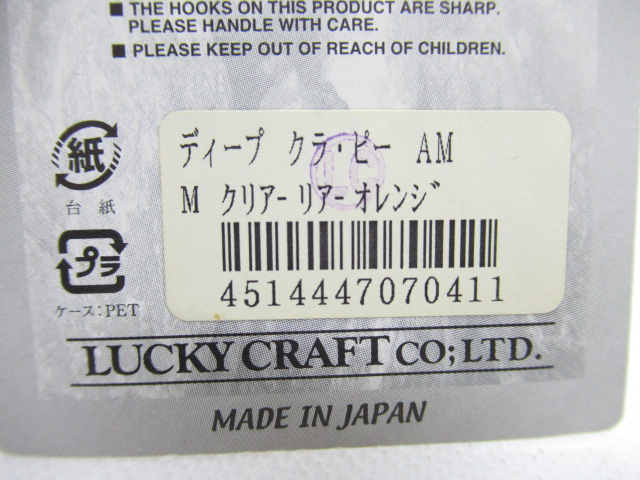 ■ THE HOOKS ON THIS PRODUCT ARE SHARP.
PLEASE HANDLE WITH CARE.
■ PLEASE KEEP OUT OF REACH OF CHILDREN.
紙
台紙
プラ
ケース:PET
ディープ クラ・ピー AM
LC
M クリアーリアーオレンジ
4514447070411
LUCKY CRAFT CO;LTD.
MADE IN JAPAN